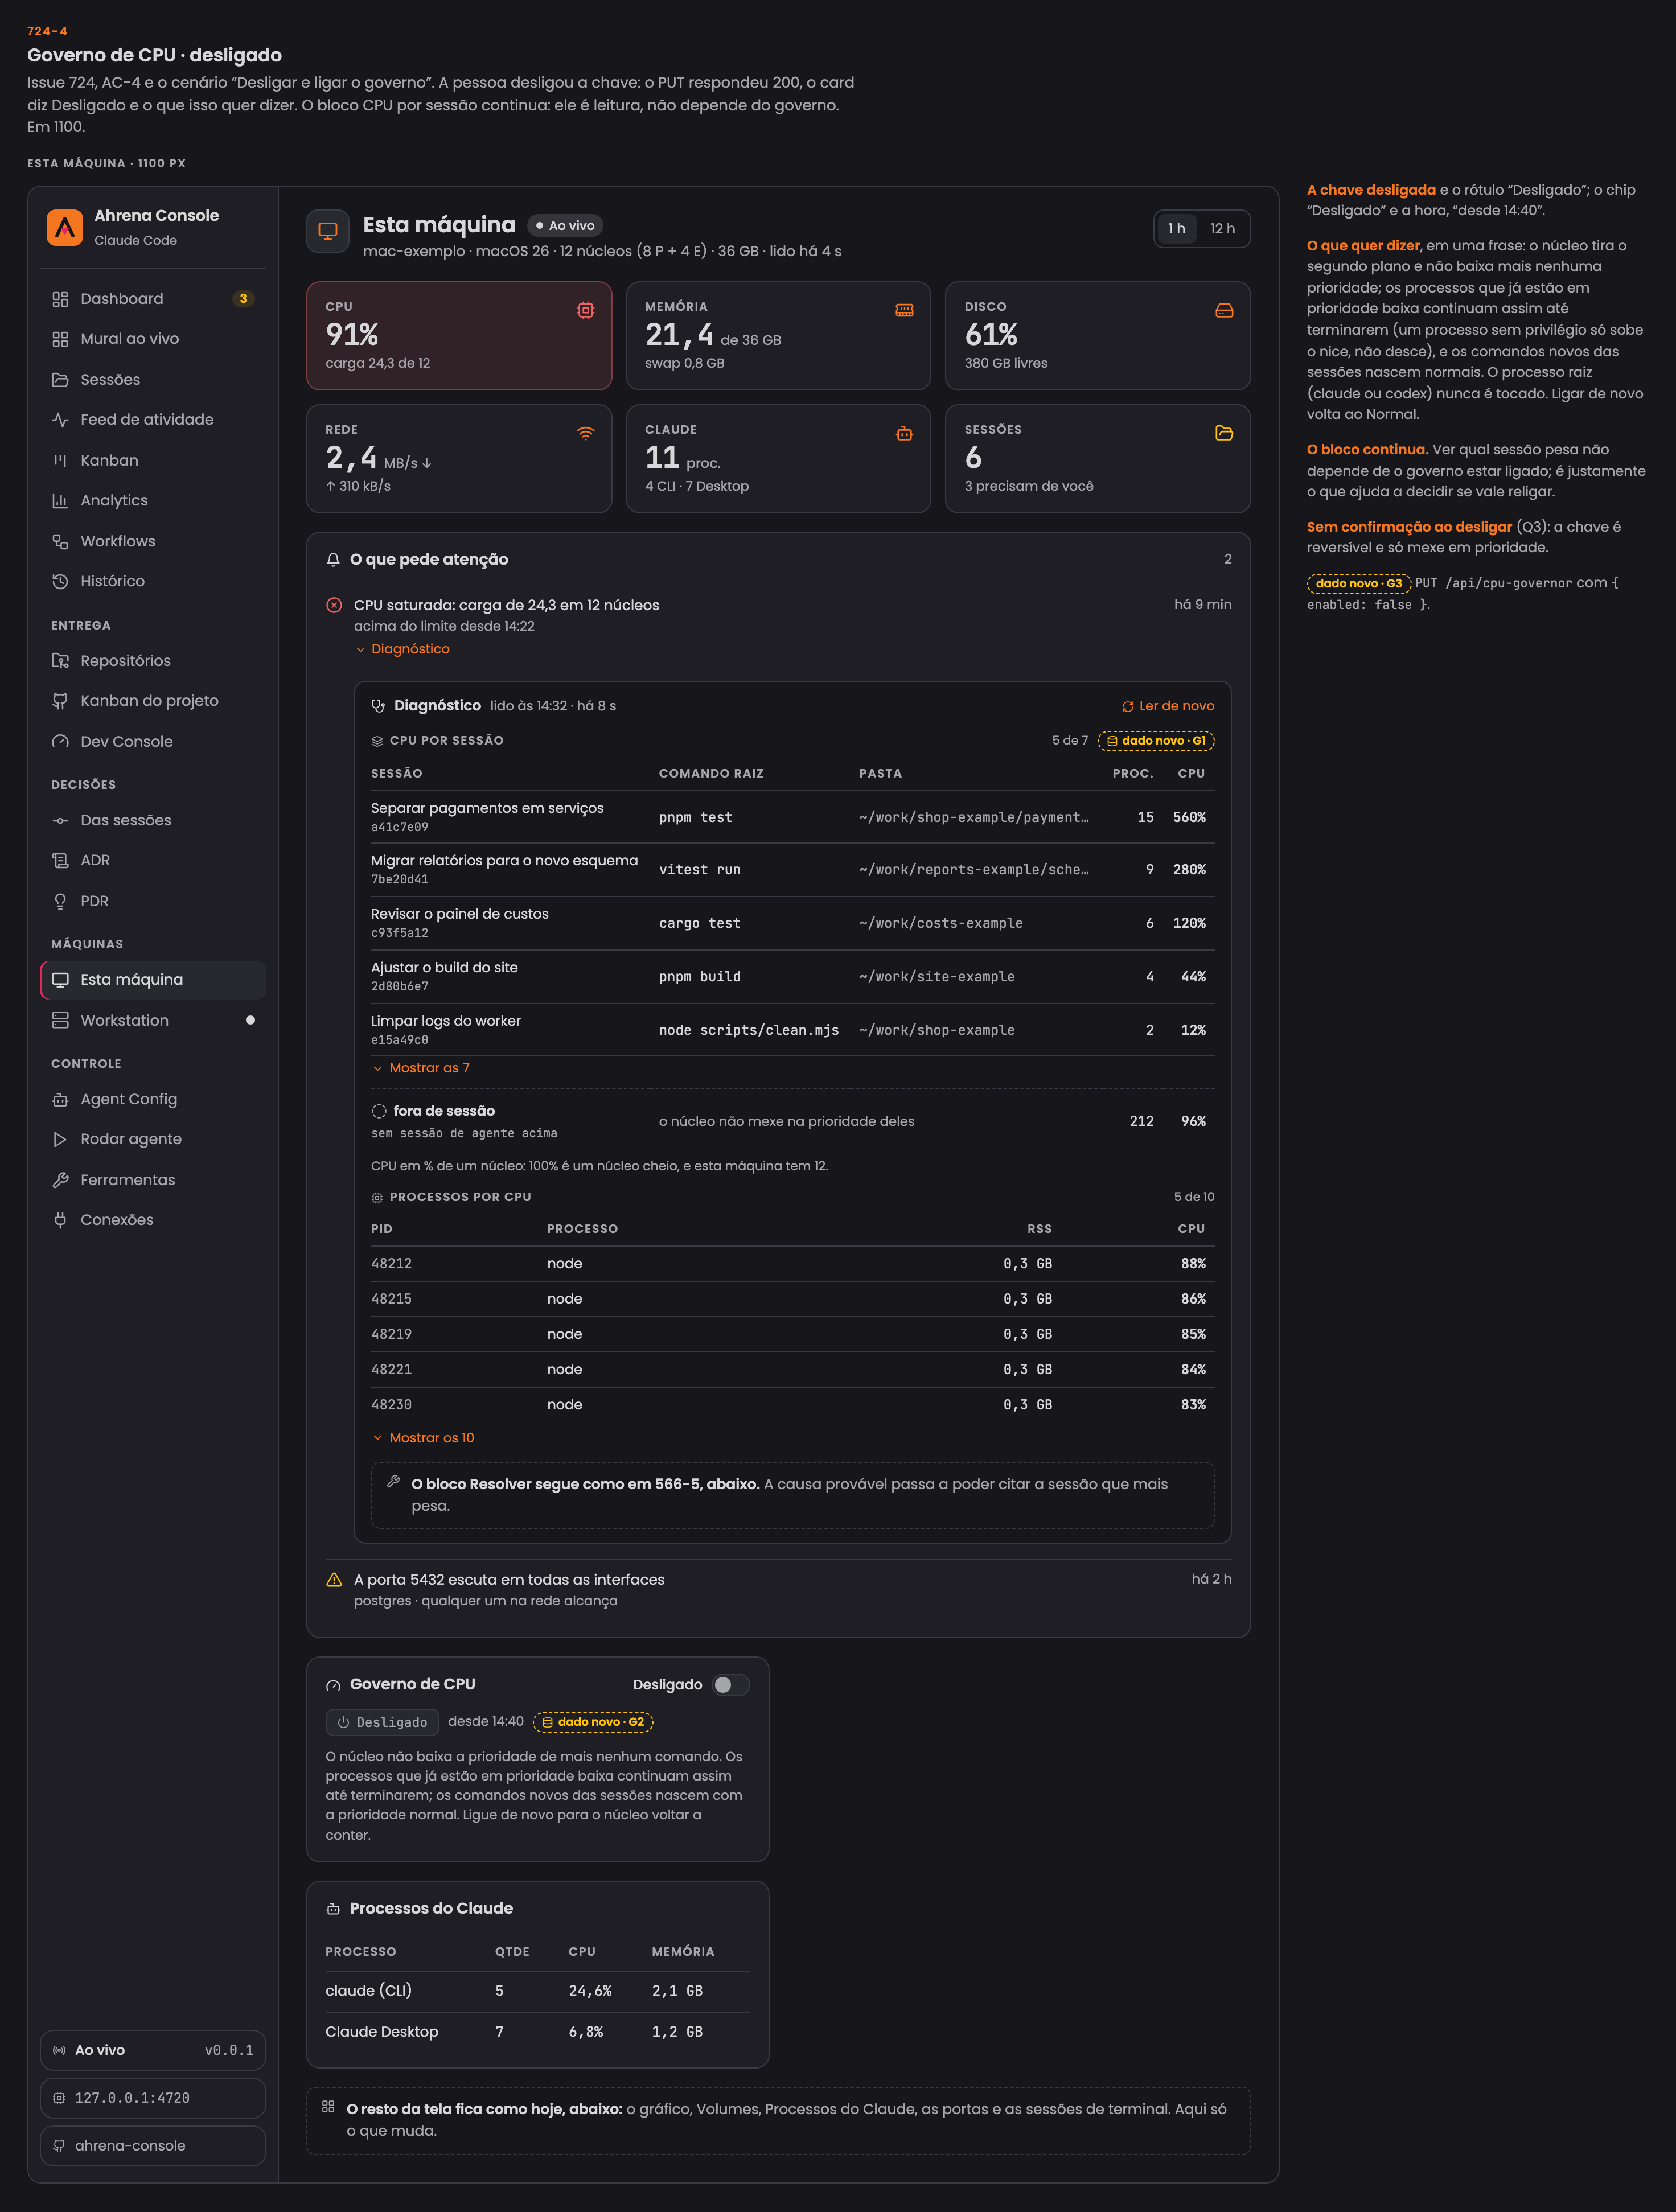 724-4
Governo de CPU · desligado
Issue 724, AC-4 e o cenário “Desligar e ligar o governo”. A pessoa desligou a chave: o PUT respondeu 200, o card
diz Desligado e o que isso quer dizer. O bloco CPU por sessão continua: ele é leitura, não depende do governo.
Em 1100.
ESTA MÁQUINA · 1100 PX
Ahrena Console
Claude Code
Dashboard 3
Mural ao vivo
Sessões
Feed de atividade
Kanban
Analytics
Workflows
Histórico
ENTREGA
Repositórios
Kanban do projeto
Dev Console
DECISÕES
Das sessões
ADR
PDR
MÁQUINAS
Esta máquina
Workstation
CONTROLE
Agent Config
Rodar agente
Ferramentas
Conexões
Ao vivo v0.0.1
127.0.0.1:4720
ahrena-console
Esta máquina Ao vivo
mac-exemplo · macOS 26 · 12 núcleos (8 P + 4 E) · 36 GB · lido há 4 s
1 h 12 h
CPU
91%
carga 24,3 de 12
MEMÓRIA
21,4 de 36 GB
swap 0,8 GB
DISCO
61%
380 GB livres
REDE
2,4 MB/s ↓
↑ 310 kB/s
CLAUDE
11 proc.
4 CLI · 7 Desktop
SESSÕES
6
3 precisam de você
O que pede atenção 2
CPU saturada: carga de 24,3 em 12 núcleos há 9 min
acima do limite desde 14:22
Diagnóstico
Diagnóstico lido às 14:32 · há 8 s Ler de novo
CPU POR SESSÃO 5 de 7 dado novo · G1
SESSÃO COMANDO RAIZ PASTA PROC. CPU
Separar pagamentos em serviços
a41c7e09
pnpm test ~/work/shop-example/payment… 15 560%
Migrar relatórios para o novo esquema
7be20d41
vitest run ~/work/reports-example/sche… 9 280%
Revisar o painel de custos
c93f5a12
cargo test ~/work/costs-example 6 120%
Ajustar o build do site
2d80b6e7
pnpm build ~/work/site-example 4 44%
Limpar logs do worker
e15a49c0
node scripts/clean.mjs ~/work/shop-example 2 12%
Mostrar as 7
fora de sessão
sem sessão de agente acima
o núcleo não mexe na prioridade deles 212 96%
CPU em % de um núcleo: 100% é um núcleo cheio, e esta máquina tem 12.
PROCESSOS POR CPU 5 de 10
PID PROCESSO RSS CPU
48212 node 0,3 GB 88%
48215 node 0,3 GB 86%
48219 node 0,3 GB 85%
48221 node 0,3 GB 84%
48230 node 0,3 GB 83%
Mostrar os 10
O bloco Resolver segue como em 566-5, abaixo. A causa provável passa a poder citar a sessão que mais
pesa.
A porta 5432 escuta em todas as interfaces há 2 h
postgres · qualquer um na rede alcança
Governo de CPU Desligado
Desligado desde 14:40 dado novo · G2
O núcleo não baixa a prioridade de mais nenhum comando. Os
processos que já estão em prioridade baixa continuam assim
até terminarem; os comandos novos das sessões nascem com
a prioridade normal. Ligue de novo para o núcleo voltar a
conter.
Processos do Claude
PROCESSO QTDE CPU MEMÓRIA
claude (CLI) 5 24,6% 2,1 GB
Claude Desktop 7 6,8% 1,2 GB
O resto da tela fica como hoje, abaixo: o gráfico, Volumes, Processos do Claude, as portas e as sessões de terminal. Aqui só
o que muda.
A chave desligada e o rótulo “Desligado”; o chip
“Desligado” e a hora, “desde 14:40”.
O que quer dizer, em uma frase: o núcleo tira o
segundo plano e não baixa mais nenhuma
prioridade; os processos que já estão em
prioridade baixa continuam assim até
terminarem (um processo sem privilégio só sobe
o nice, não desce), e os comandos novos das
sessões nascem normais. O processo raiz
(claude ou codex) nunca é tocado. Ligar de novo
volta ao Normal.
O bloco continua. Ver qual sessão pesa não
depende de o governo estar ligado; é justamente
o que ajuda a decidir se vale religar.
Sem confirmação ao desligar (Q3): a chave é
reversível e só mexe em prioridade.
dado novo · G3 PUT /api/cpu-governor com {
enabled: false }.